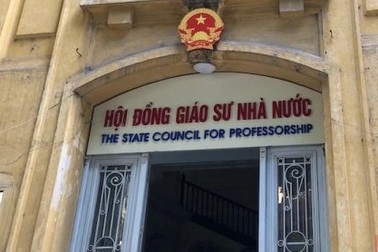 HỘI ĐỒNG GIÁO SƯ NHÀ NƯỚC
THE STATE COUNCIL FOR PROFESSORSHIP